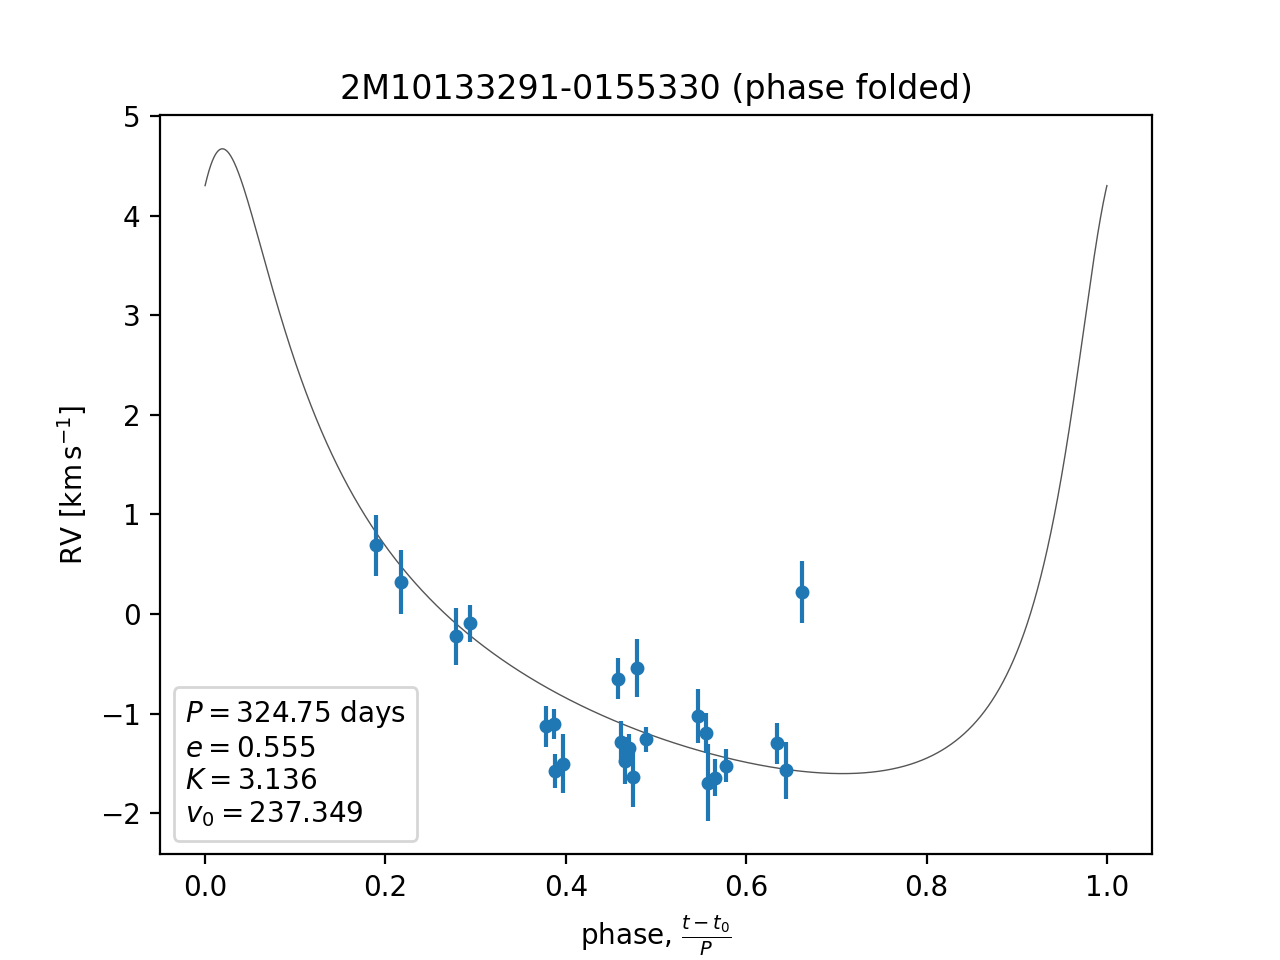 2M10133291-0155330 (phase folded)
5
4
3
2
1
0
−1
−2
RV [km s⁻¹]
P = 324.75 days
e = 0.555
K = 3.136
v₀ = 237.349
0.0 0.2 0.4 0.6 0.8 1.0
phase, (t − t₀)/P